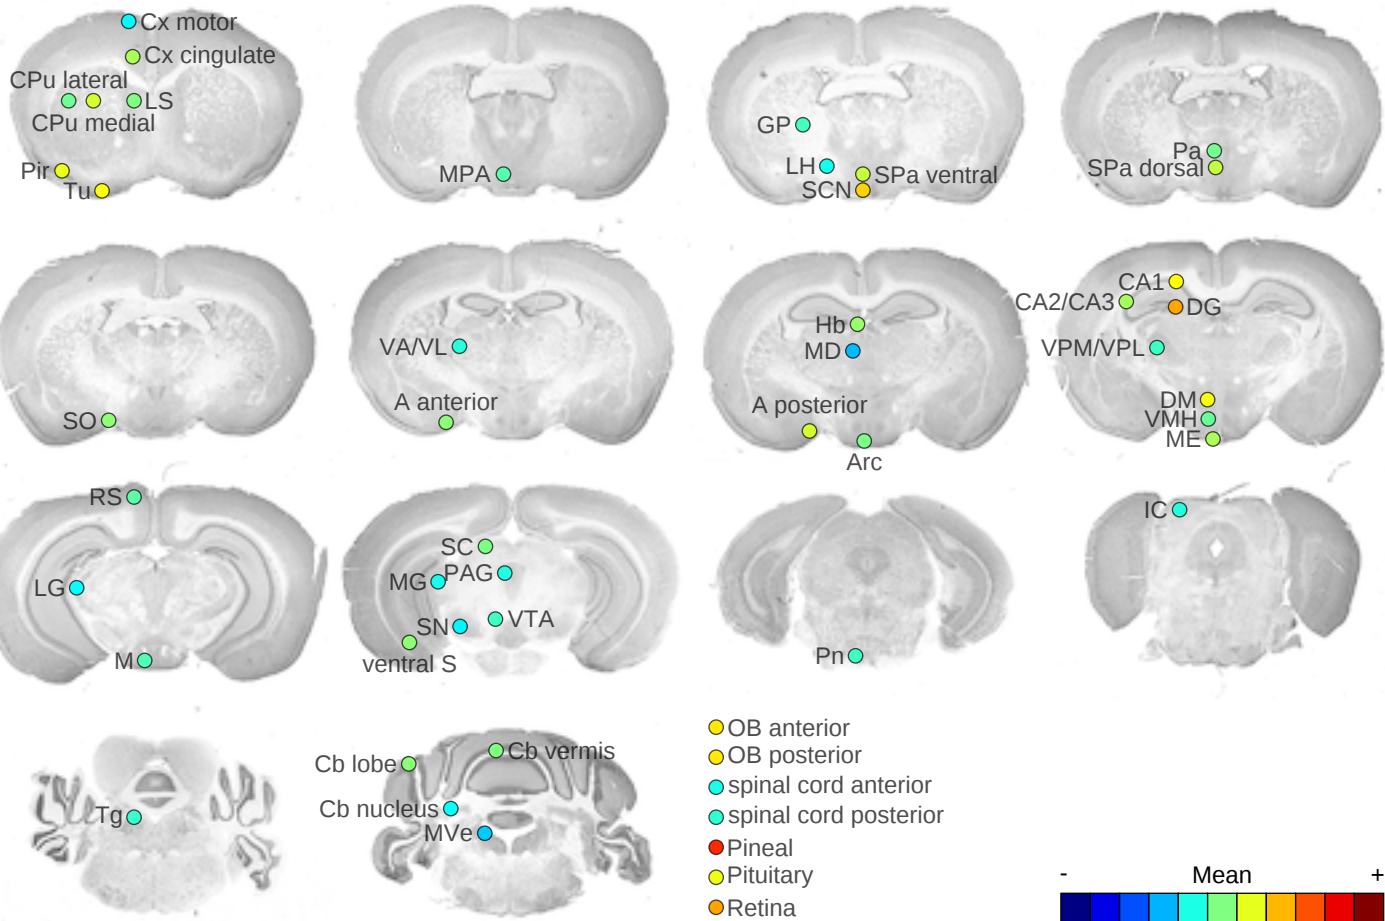 Cx motor
Cx cingulate
CPu lateral
LS
CPu medial
Pir
Tu
MPA
GP
LH
SPa ventral
SCN
Pa
SPa dorsal
SO
VA/VL
A anterior
Hb
MD
A posterior
Arc
CA1
CA2/CA3
DG
VPM/VPL
DM
VMH
ME
RS
LG
M
SC
MG
PAG
SN
VTA
ventral S
Pn
IC
Tg
Cb lobe
Cb vermis
Cb nucleus
MVe
OB anterior
OB posterior
spinal cord anterior
spinal cord posterior
Pineal
Pituitary
Retina
- Mean +